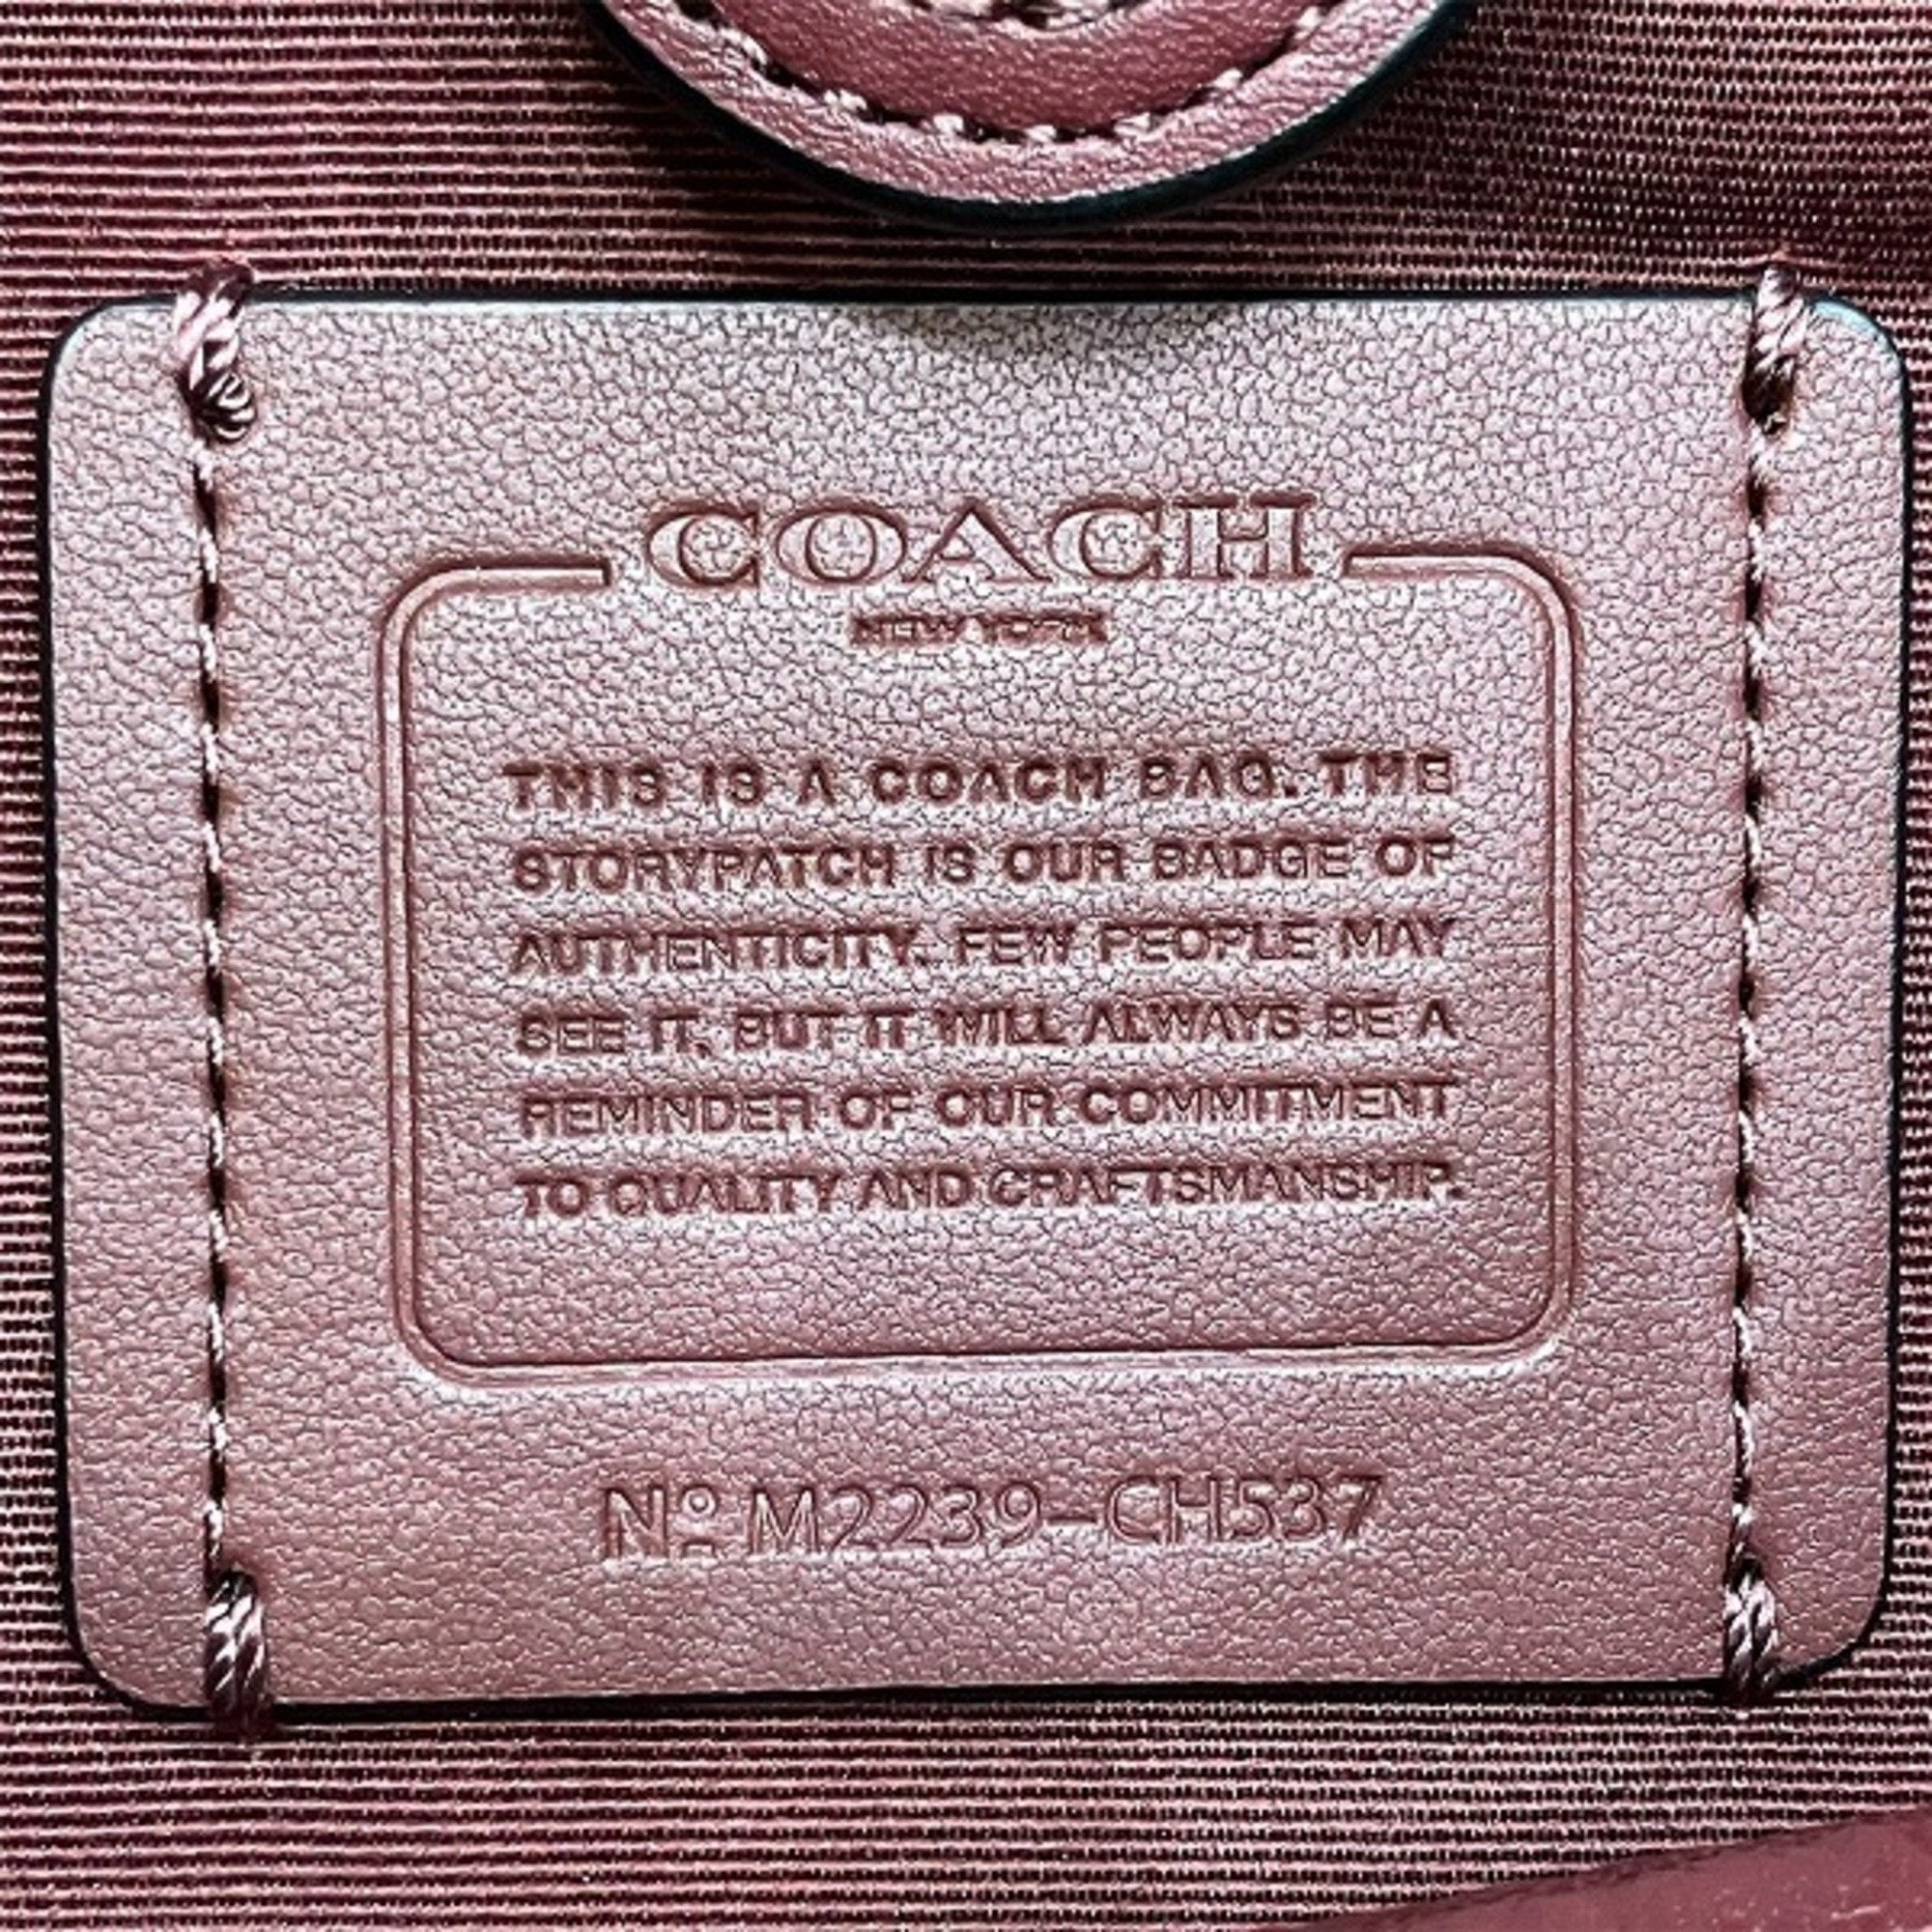 COACH
NEW YORK
THIS IS A COACH BAG. THE
STORYPATCH IS OUR BADGE OF
AUTHENTICITY. FEW PEOPLE MAY
SEE IT, BUT IT WILL ALWAYS BE A
REMINDER OF OUR COMMITMENT
TO QUALITY AND CRAFTSMANSHIP.
Nº M2239-CH537